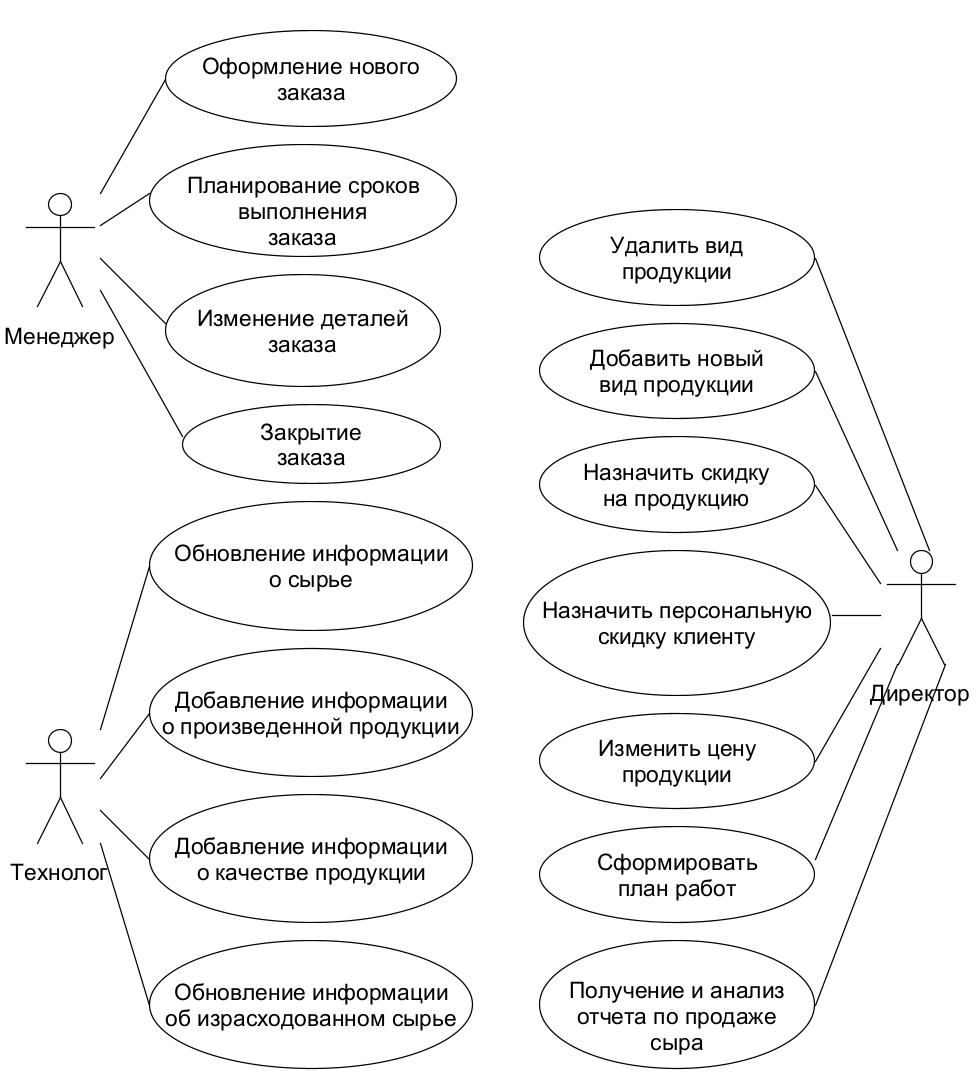 Оформление нового
заказа
Планирование сроков
выполнения
заказа
Менеджер
Изменение деталей
заказа
Закрытие
заказа
Обновление информации
о сырье
Добавление информации
о произведенной продукции
Технолог
Добавление информации
о качестве продукции
Обновление информации
об израсходованном сырье
Удалить вид
продукции
Добавить новый
вид продукции
Назначить скидку
на продукцию
Назначить персональную
скидку клиенту
Директор
Изменить цену
продукции
Сформировать
план работ
Получение и анализ
отчета по продаже
сыра